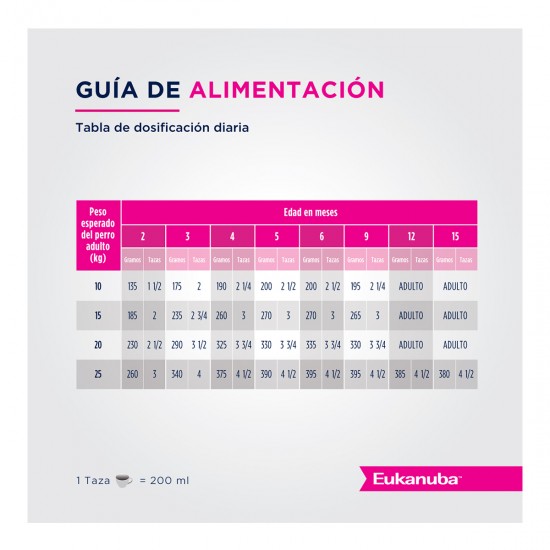 GUÍA DE ALIMENTACIÓN
Tabla de dosificación diaria
Peso esperado del perro adulto (kg) Edad en meses
2 3 4 5 6 9 12 15
Gramos Tazas Gramos Tazas Gramos Tazas Gramos Tazas Gramos Tazas Gramos Tazas Gramos Tazas Gramos Tazas
10 135 1 1/2 175 2 190 2 1/4 200 2 1/2 200 2 1/2 195 2 1/4 ADULTO ADULTO
15 185 2 235 2 3/4 260 3 270 3 270 3 265 3 ADULTO ADULTO
20 230 2 1/2 290 3 1/2 325 3 3/4 330 3 3/4 335 3 3/4 330 3 3/4 ADULTO ADULTO
25 260 3 340 4 375 4 1/2 390 4 1/2 395 4 1/2 395 4 1/2 385 4 1/2 380 4 1/2
1 Taza = 200 ml
Eukanuba™